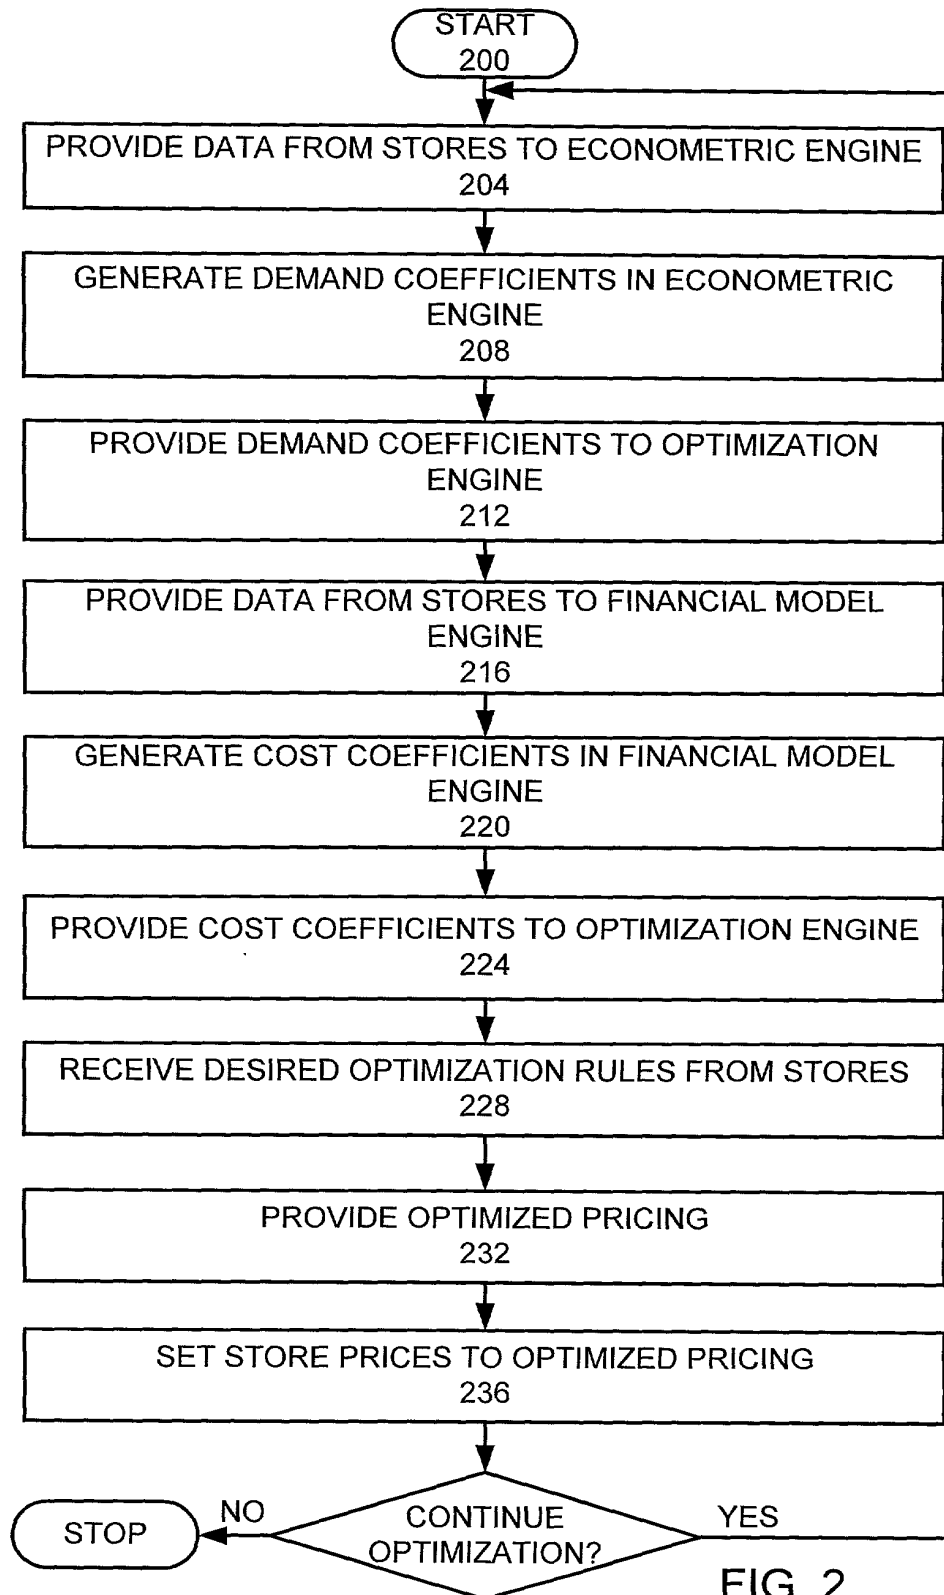 START
200
PROVIDE DATA FROM STORES TO ECONOMETRIC ENGINE
204
GENERATE DEMAND COEFFICIENTS IN ECONOMETRIC
ENGINE
208
PROVIDE DEMAND COEFFICIENTS TO OPTIMIZATION
ENGINE
212
PROVIDE DATA FROM STORES TO FINANCIAL MODEL
ENGINE
216
GENERATE COST COEFFICIENTS IN FINANCIAL MODEL
ENGINE
220
PROVIDE COST COEFFICIENTS TO OPTIMIZATION ENGINE
224
RECEIVE DESIRED OPTIMIZATION RULES FROM STORES
228
PROVIDE OPTIMIZED PRICING
232
SET STORE PRICES TO OPTIMIZED PRICING
236
STOP
NO
CONTINUE
OPTIMIZATION?
YES
FIG. 2